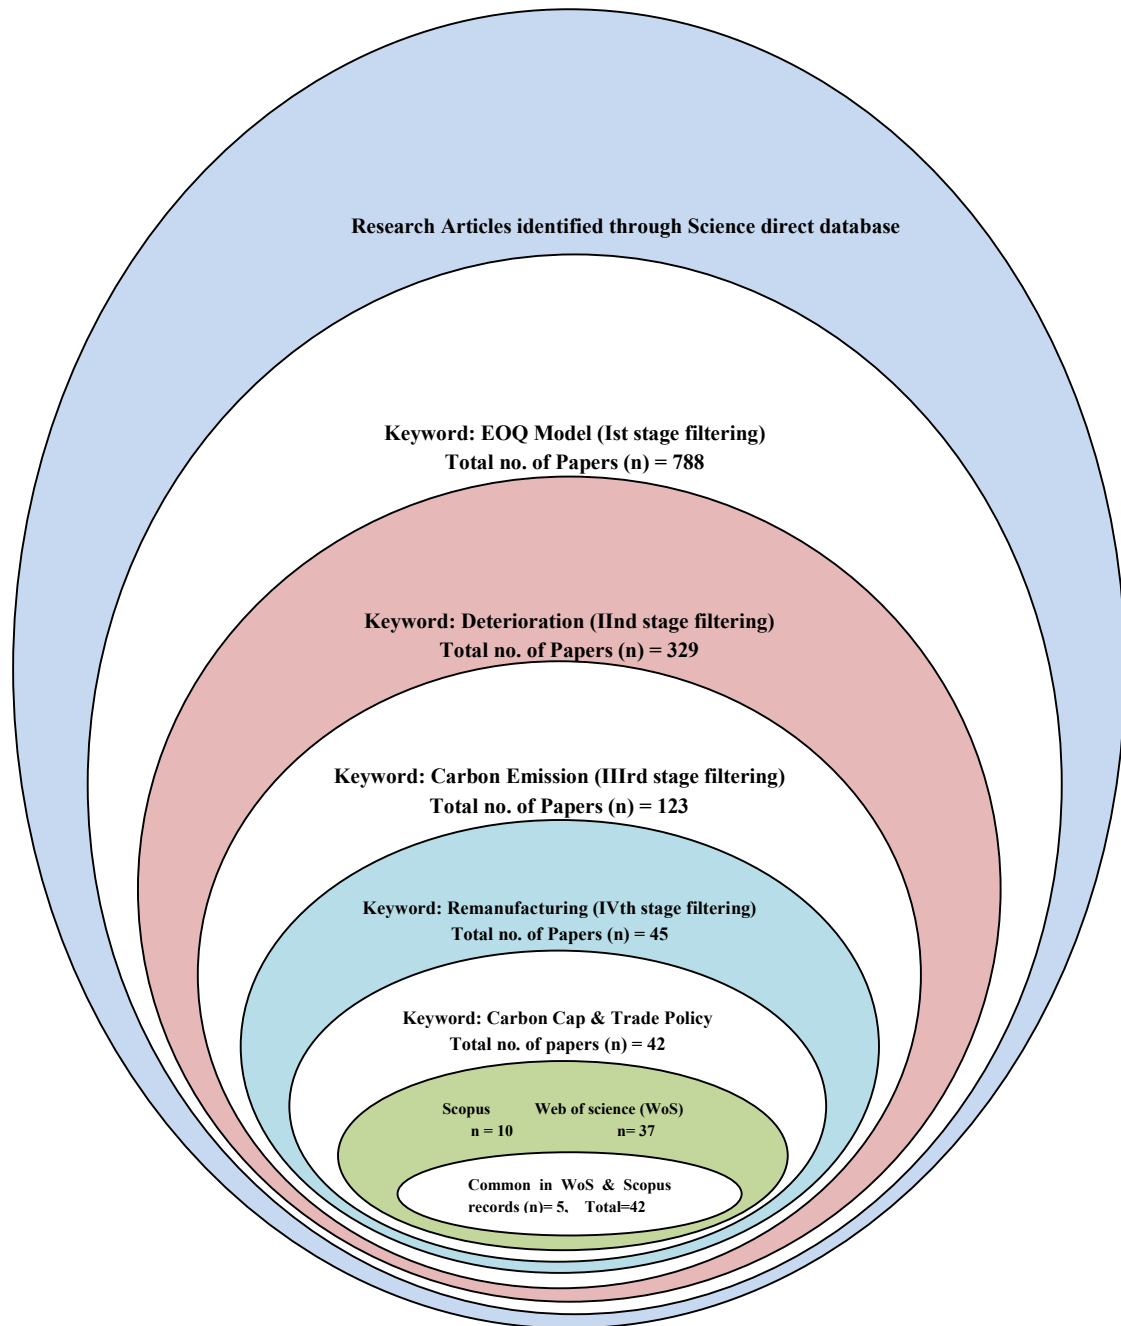 Research Articles identified through Science direct database
Keyword: EOQ Model (Ist stage filtering)
Total no. of Papers (n) = 788
Keyword: Deterioration (IInd stage filtering)
Total no. of Papers (n) = 329
Keyword: Carbon Emission (IIIrd stage filtering)
Total no. of Papers (n) = 123
Keyword: Remanufacturing (IVth stage filtering)
Total no. of Papers (n) = 45
Keyword: Carbon Cap & Trade Policy
Total no. of papers (n) = 42
Scopus Web of science (WoS)
n = 10 n= 37
Common in WoS & Scopus
records (n)= 5, Total=42